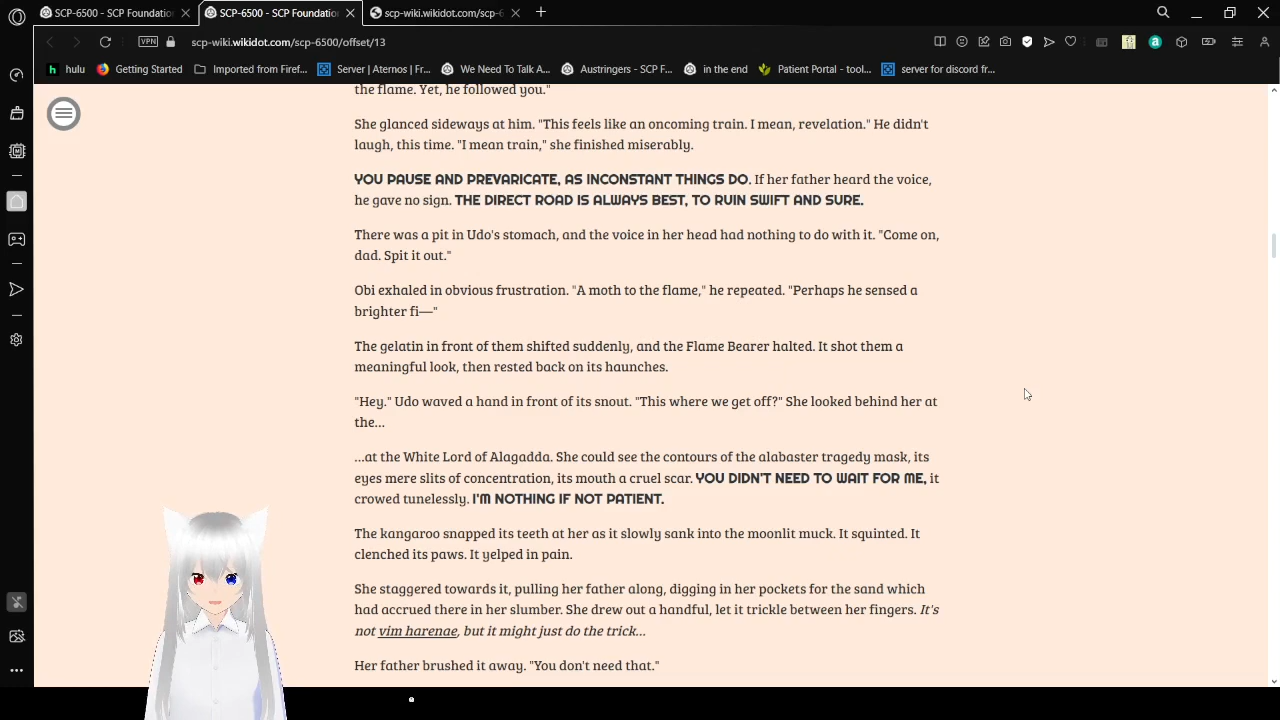 SCP-6500 - SCP Foundation
SCP-6500 - SCP Foundation
scp-wiki.wikidot.com/scp-6
VPN
scp-wiki.wikidot.com/scp-6500/offset/13
hulu
Getting Started
Imported from Firef...
Server | Aternos | Fr...
We Need To Talk A...
Austringers - SCP F...
in the end
Patient Portal - tool...
server for discord fr...
the flame. Yet, he followed you."
She glanced sideways at him. "This feels like an oncoming train. I mean, revelation." He didn't
laugh, this time. "I mean train," she finished miserably.
YOU PAUSE AND PREVARICATE, AS INCONSTANT THINGS DO. If her father heard the voice,
he gave no sign. THE DIRECT ROAD IS ALWAYS BEST, TO RUIN SWIFT AND SURE.
There was a pit in Udo's stomach, and the voice in her head had nothing to do with it. "Come on,
dad. Spit it out."
Obi exhaled in obvious frustration. "A moth to the flame," he repeated. "Perhaps he sensed a
brighter fi—"
The gelatin in front of them shifted suddenly, and the Flame Bearer halted. It shot them a
meaningful look, then rested back on its haunches.
"Hey." Udo waved a hand in front of its snout. "This where we get off?" She looked behind her at
the...
...at the White Lord of Alagadda. She could see the contours of the alabaster tragedy mask, its
eyes mere slits of concentration, its mouth a cruel scar. YOU DIDN'T NEED TO WAIT FOR ME, it
crowed tunelessly. I'M NOTHING IF NOT PATIENT.
The kangaroo snapped its teeth at her as it slowly sank into the moonlit muck. It squinted. It
clenched its paws. It yelped in pain.
She staggered towards it, pulling her father along, digging in her pockets for the sand which
had accrued there in her slumber. She drew out a handful, let it trickle between her fingers. It's
not vim harenae, but it might just do the trick...
Her father brushed it away. "You don't need that."